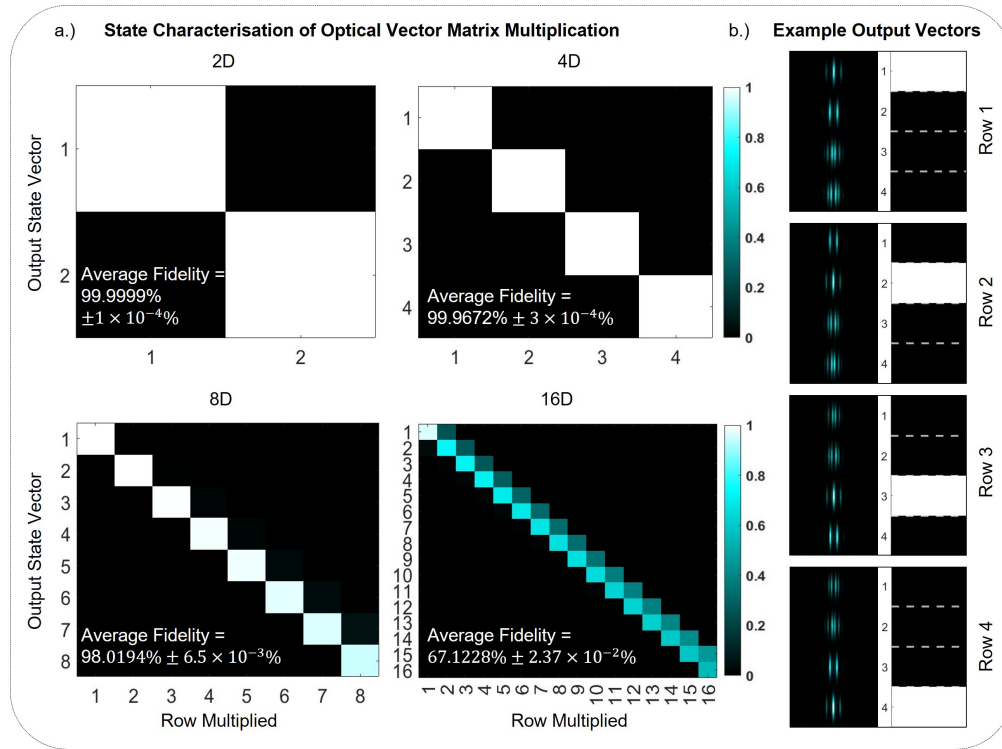 a.) State Characterisation of Optical Vector Matrix Multiplication
2D
4D
Output State Vector
1
2
Average Fidelity =
99.9999%
±1 × 10⁻⁴%
1 2
1
2
3
4
Average Fidelity =
99.9672% ± 3 × 10⁻⁴%
1 2 3 4
1
0.8
0.6
0.4
0.2
0
8D
16D
Output State Vector
1
2
3
4
5
6
7
8
Average Fidelity =
98.0194% ± 6.5 × 10⁻³%
1 2 3 4 5 6 7 8
Row Multiplied
1
2
3
4
5
6
7
8
9
10
11
12
13
14
15
16
Average Fidelity =
67.1228% ± 2.37 × 10⁻²%
1 2 3 4 5 6 7 8 9 10 11 12 13 14 15 16
Row Multiplied
1
0.8
0.6
0.4
0.2
0
b.) Example Output Vectors
1
2
3
4
Row 1
1
2
3
4
Row 2
1
2
3
4
Row 3
1
2
3
4
Row 4